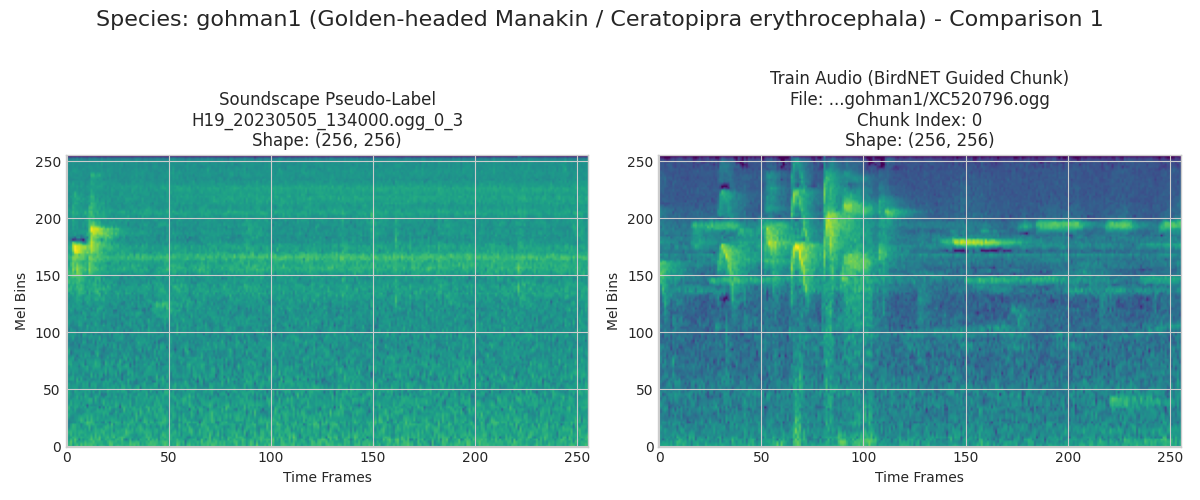 Species: gohman1 (Golden-headed Manakin / Ceratopipra erythrocephala) - Comparison 1
Soundscape Pseudo-Label
H19_20230505_134000.ogg_0_3
Shape: (256, 256)
250
200
150
100
50
0
Mel Bins
0 50 100 150 200 250
Time Frames
Train Audio (BirdNET Guided Chunk)
File: ...gohman1/XC520796.ogg
Chunk Index: 0
Shape: (256, 256)
250
200
150
100
50
0
Mel Bins
0 50 100 150 200 250
Time Frames